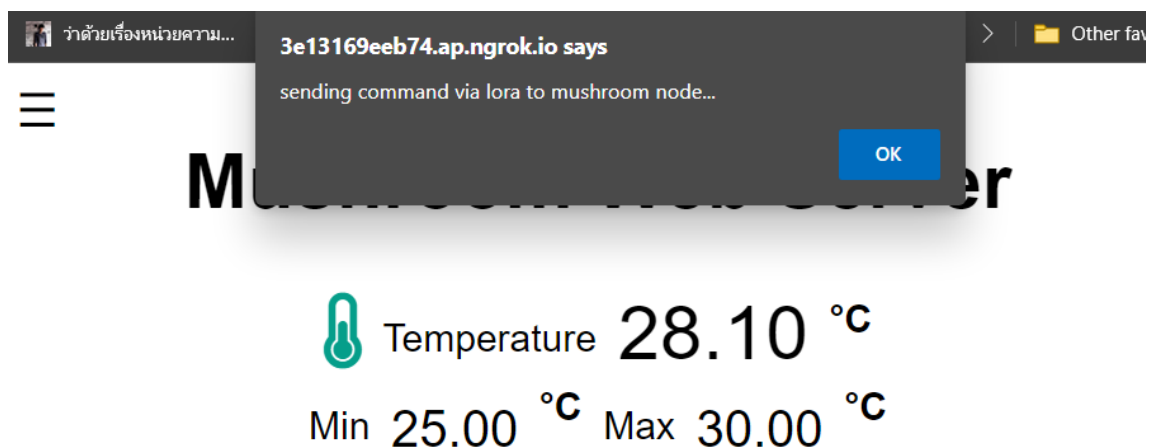 ว่าด้วยเรื่องหน่วยความ...
Other fav
3e13169eeb74.ap.ngrok.io says
sending command via lora to mushroom node...
OK
Temperature 28.10 °C
Min 25.00 °C Max 30.00 °C